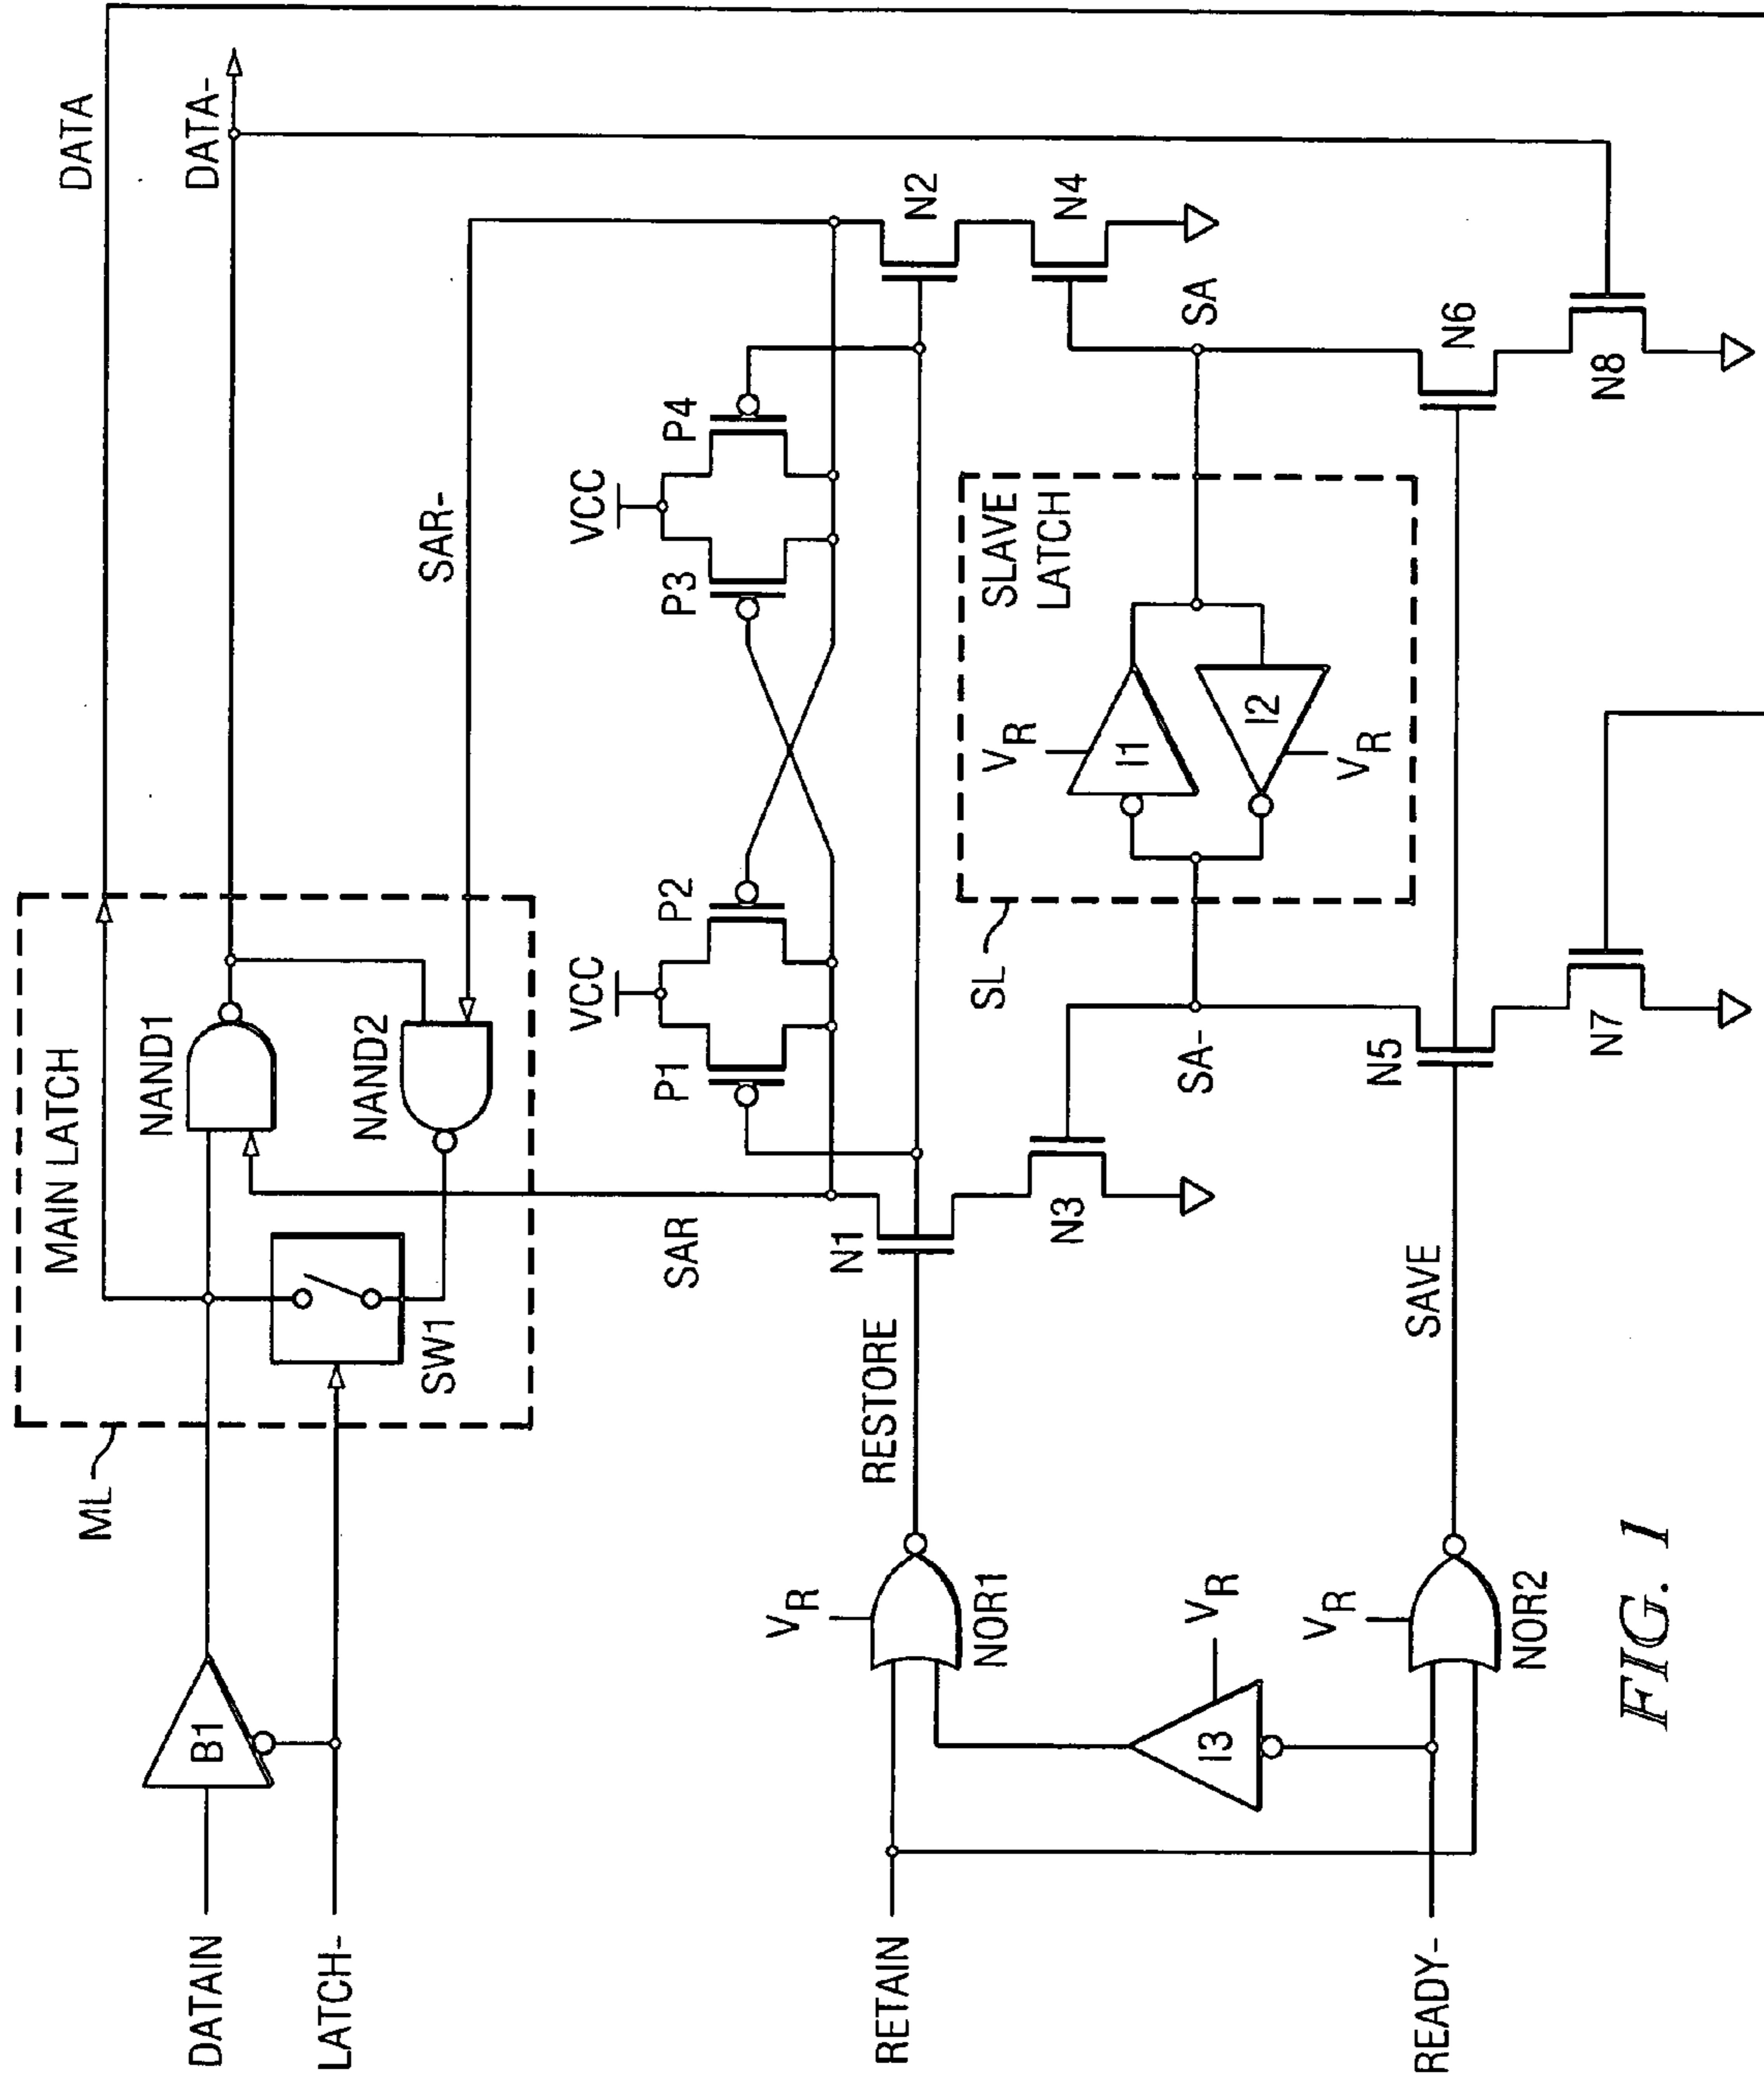 DATA
DATA-
MAIN LATCH
NAND1
NAND2
SW1
ML
B1
DATAIN
LATCH-
SAR-
SAR
VCC
VCC
P1
P2
P3
P4
N1
N2
N3
N4
RESTORE
SLAVE
LATCH
SL
VR
I1
I2
VR
SA-
SA
N5
N6
N7
N8
SAVE
VR
NOR1
VR
I3
VR
NOR2
RETAIN
READY-
FIG. 1